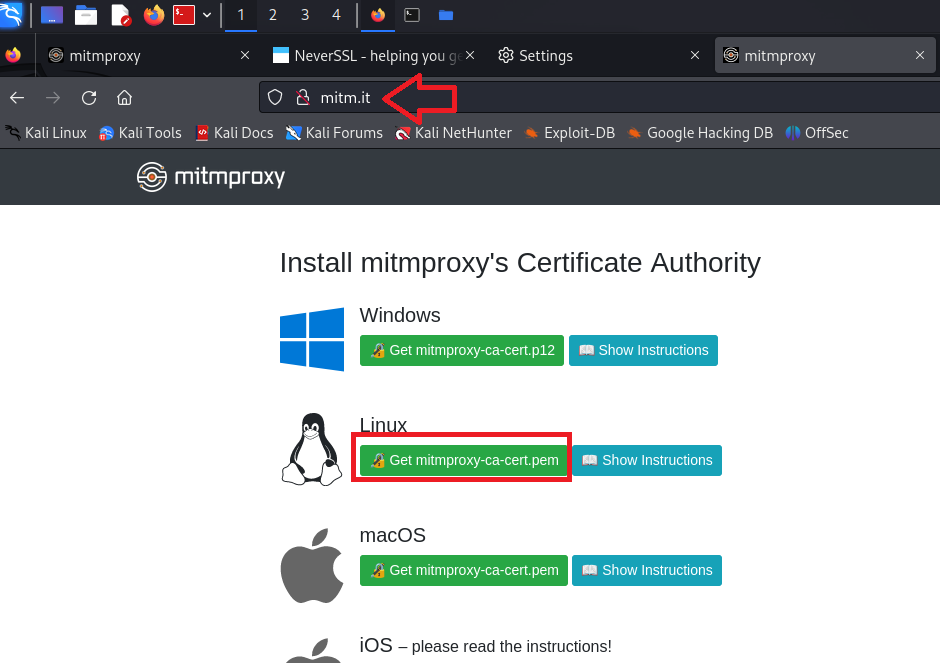 1 2 3 4
mitmproxy NeverSSL - helping you ge Settings mitmproxy
mitm.it
Kali Linux Kali Tools Kali Docs Kali Forums Kali NetHunter Exploit-DB Google Hacking DB OffSec
mitmproxy
Install mitmproxy's Certificate Authority
Windows
Get mitmproxy-ca-cert.p12 Show Instructions
Linux
Get mitmproxy-ca-cert.pem Show Instructions
macOS
Get mitmproxy-ca-cert.pem Show Instructions
iOS – please read the instructions!